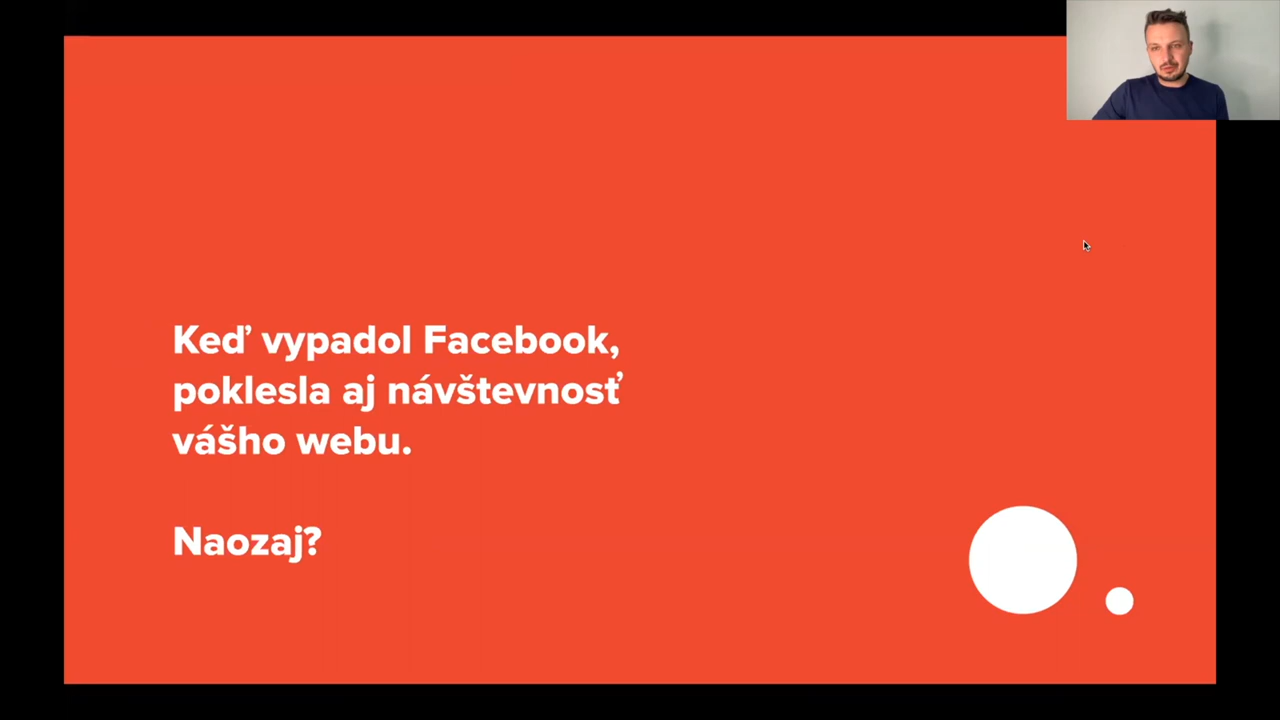 Keď vypadol Facebook,
poklesla aj návštevnosť
vášho webu.
Naozaj?